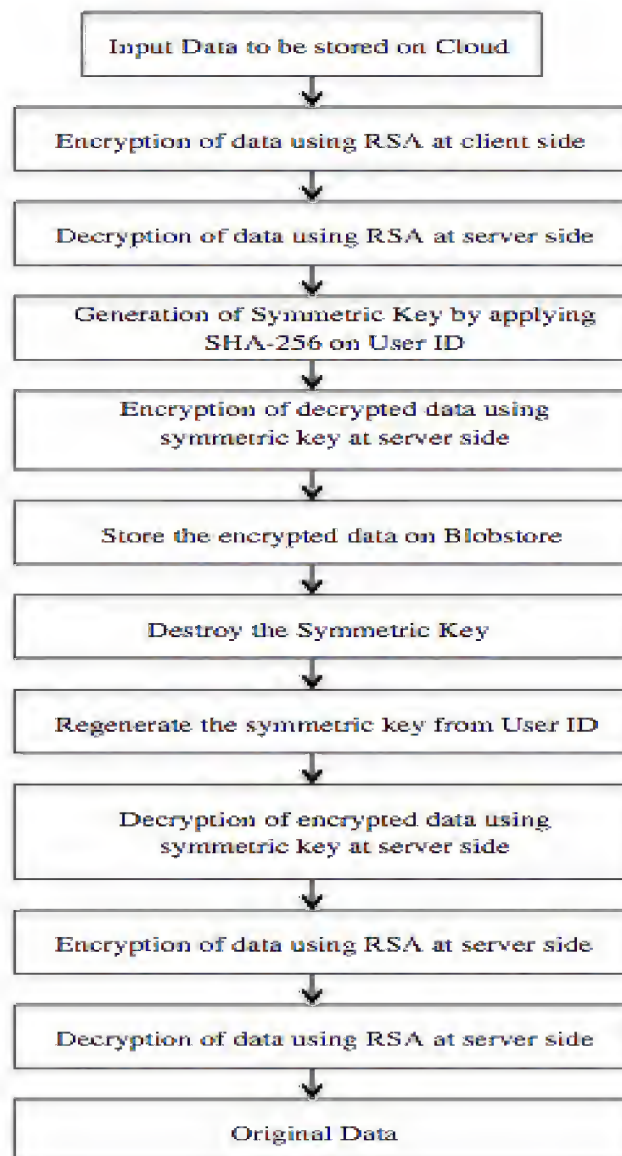 Input Data to be stored on Cloud
Encryption of data using RSA at client side
Decryption of data using RSA at server side
Generation of Symmetric Key by applying
SHA-256 on User ID
Encryption of decrypted data using
symmetric key at server side
Store the encrypted data on Blobstore
Destroy the Symmetric Key
Regenerate the symmetric key from User ID
Decryption of encrypted data using
symmetric key at server side
Encryption of data using RSA at server side
Decryption of data using RSA at server side
Original Data